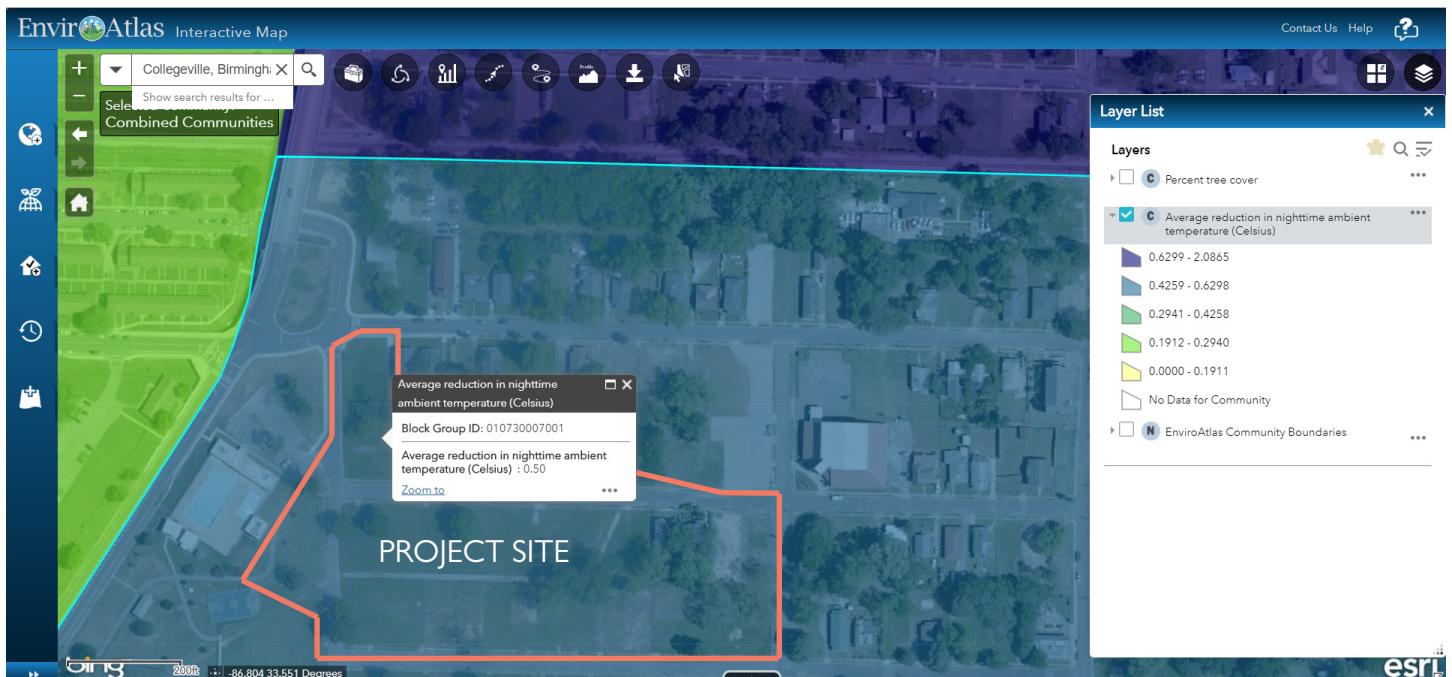 EnviroAtlas Interactive Map
Contact Us Help
Collegeville, Birmingh
Show search results for ...
Combined Communities
Average reduction in nighttime
ambient temperature (Celsius)
Block Group ID: 010730007001
Average reduction in nighttime ambient
temperature (Celsius) : 0.50
Zoom to
PROJECT SITE
Layer List
Layers
C Percent tree cover
C Average reduction in nighttime ambient
temperature (Celsius)
0.6299 - 2.0865
0.4259 - 0.6298
0.2941 - 0.4258
0.1912 - 0.2940
0.0000 - 0.1911
No Data for Community
N EnviroAtlas Community Boundaries
bing
200ft
-86.804 33.551 Degrees
esri